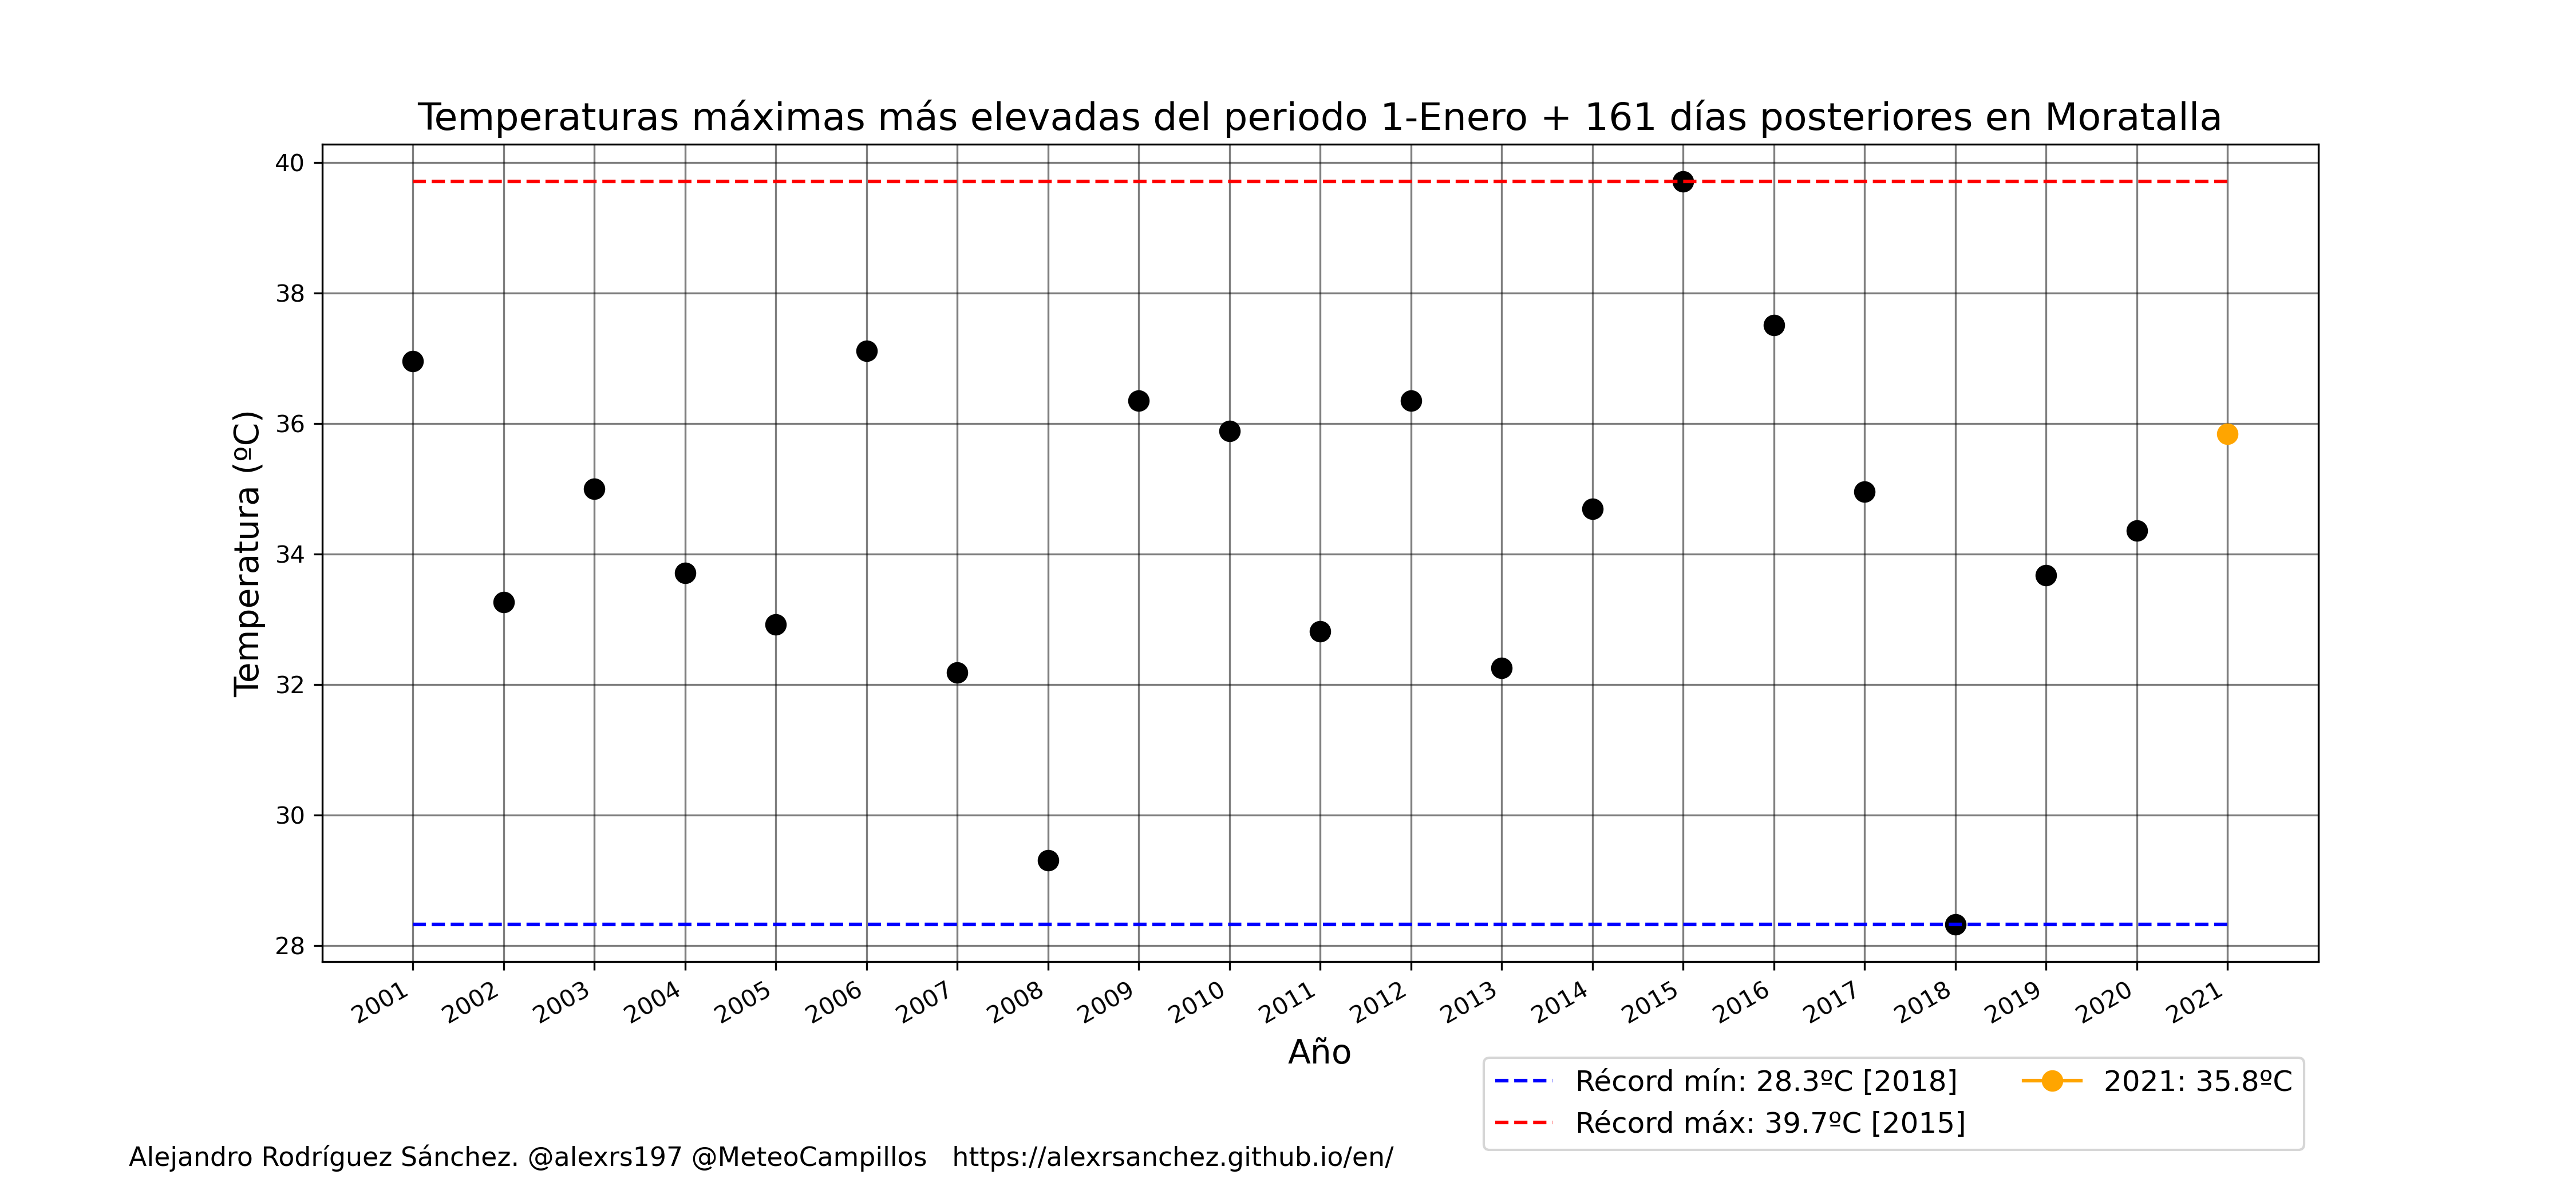 Temperaturas máximas más elevadas del periodo 1-Enero + 161 días posteriores en Moratalla
40
38
36
34
32
30
28
Temperatura (ºC)
2001 2002 2003 2004 2005 2006 2007 2008 2009 2010 2011 2012 2013 2014 2015 2016 2017 2018 2019 2020 2021
Año
Récord mín: 28.3ºC [2018]
Récord máx: 39.7ºC [2015]
2021: 35.8ºC
Alejandro Rodríguez Sánchez. @alexrs197 @MeteoCampillos https://alexrsanchez.github.io/en/